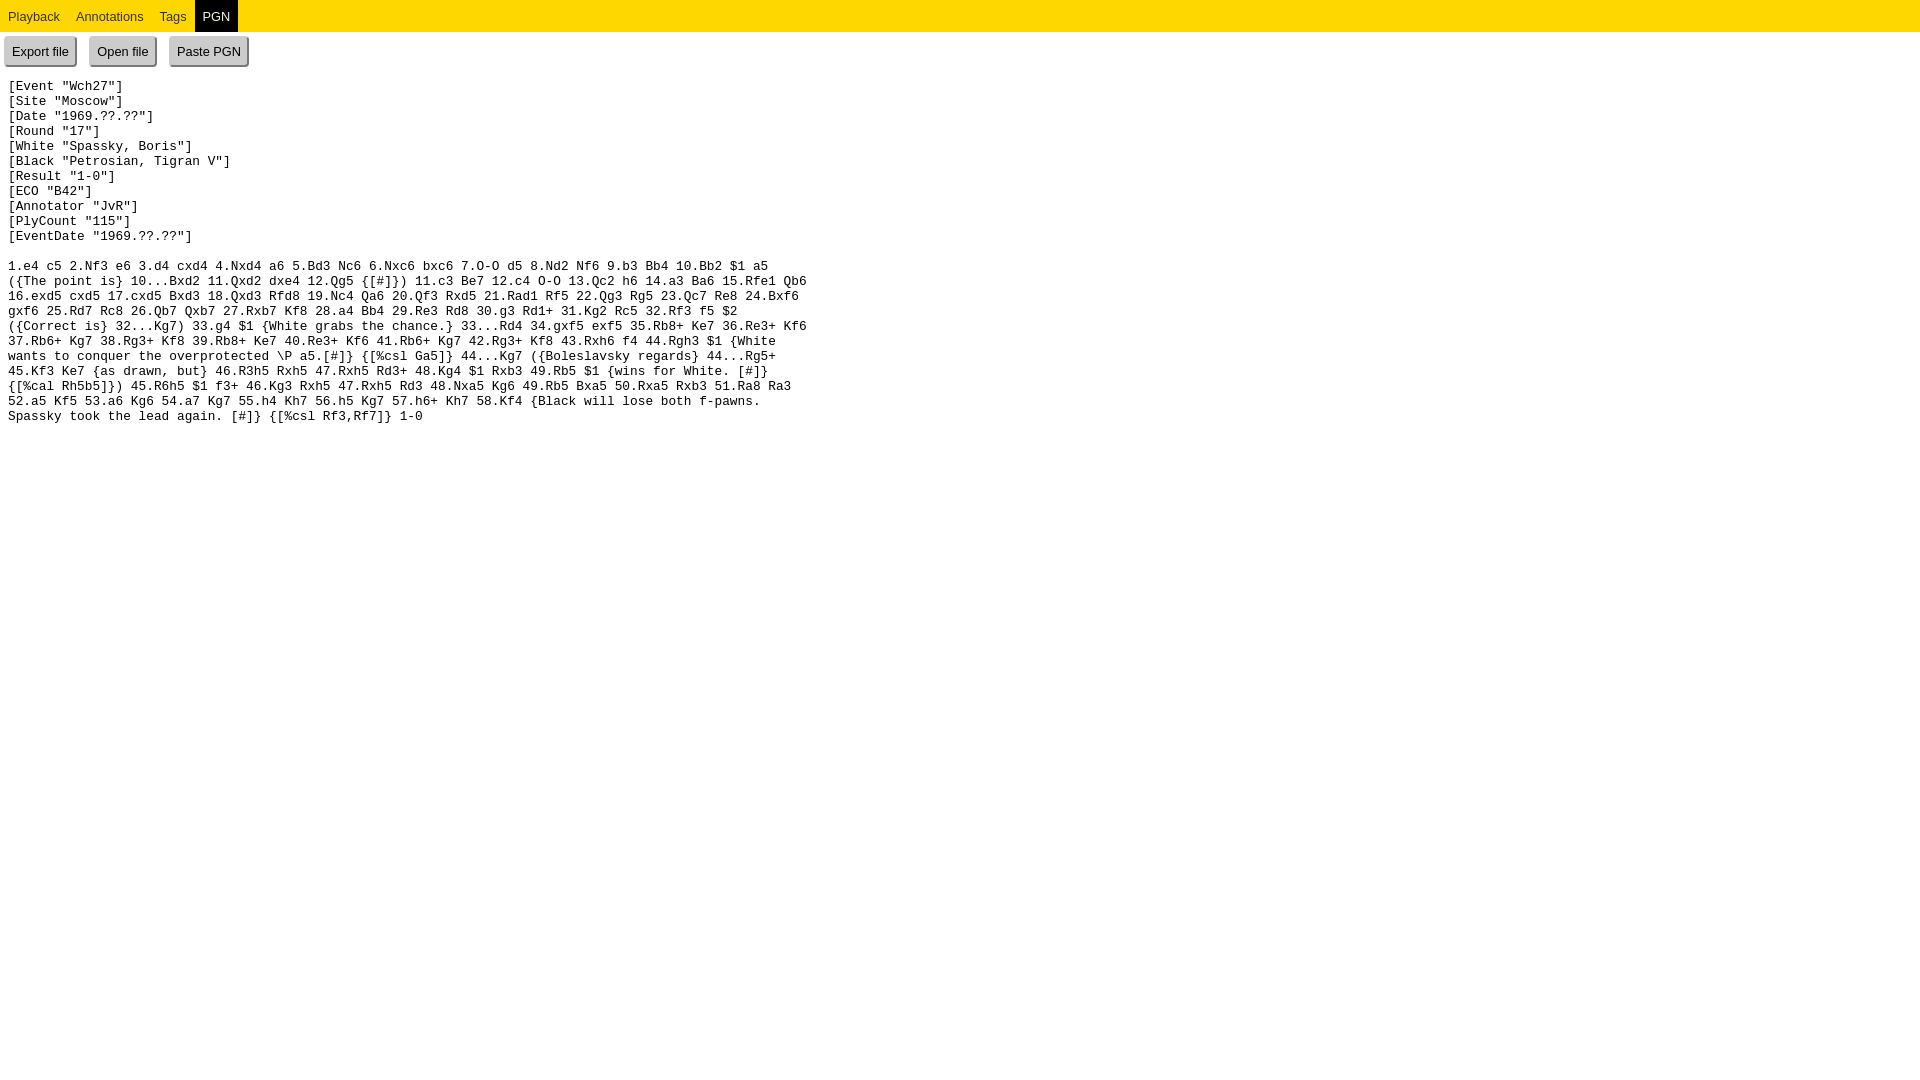 Playback Annotations Tags PGN
Export file Open file Paste PGN
[Event "Wch27"]
[Site "Moscow"]
[Date "1969.??.??"]
[Round "17"]
[White "Spassky, Boris"]
[Black "Petrosian, Tigran V"]
[Result "1-0"]
[ECO "B42"]
[Annotator "JvR"]
[PlyCount "115"]
[EventDate "1969.??.??"]
1.e4 c5 2.Nf3 e6 3.d4 cxd4 4.Nxd4 a6 5.Bd3 Nc6 6.Nxc6 bxc6 7.O-O d5 8.Nd2 Nf6 9.b3 Bb4 10.Bb2 $1 a5
({The point is} 10...Bxd2 11.Qxd2 dxe4 12.Qg5 {[#]}) 11.c3 Be7 12.c4 O-O 13.Qc2 h6 14.a3 Ba6 15.Rfe1 Qb6
16.exd5 cxd5 17.cxd5 Bxd3 18.Qxd3 Rfd8 19.Nc4 Qa6 20.Qf3 Rxd5 21.Rad1 Rf5 22.Qg3 Rg5 23.Qc7 Re8 24.Bxf6
gxf6 25.Rd7 Rc8 26.Qb7 Qxb7 27.Rxb7 Kf8 28.a4 Bb4 29.Re3 Rd8 30.g3 Rd1+ 31.Kg2 Rc5 32.Rf3 f5 $2
({Correct is} 32...Kg7) 33.g4 $1 {White grabs the chance.} 33...Rd4 34.gxf5 exf5 35.Rb8+ Ke7 36.Re3+ Kf6
37.Rb6+ Kg7 38.Rg3+ Kf8 39.Rb8+ Ke7 40.Re3+ Kf6 41.Rb6+ Kg7 42.Rg3+ Kf8 43.Rxh6 f4 44.Rgh3 $1 {White
wants to conquer the overprotected \P a5.[#]} {[%csl Ga5]} 44...Kg7 ({Boleslavsky regards} 44...Rg5+
45.Kf3 Ke7 {as drawn, but} 46.R3h5 Rxh5 47.Rxh5 Rd3+ 48.Kg4 $1 Rxb3 49.Rb5 $1 {wins for White. [#]}
{[%cal Rh5b5]}) 45.R6h5 $1 f3+ 46.Kg3 Rxh5 47.Rxh5 Rd3 48.Nxa5 Kg6 49.Rb5 Bxa5 50.Rxa5 Rxb3 51.Ra8 Ra3
52.a5 Kf5 53.a6 Kg6 54.a7 Kg7 55.h4 Kh7 56.h5 Kg7 57.h6+ Kh7 58.Kf4 {Black will lose both f-pawns.
Spassky took the lead again. [#]} {[%csl Rf3,Rf7]} 1-0